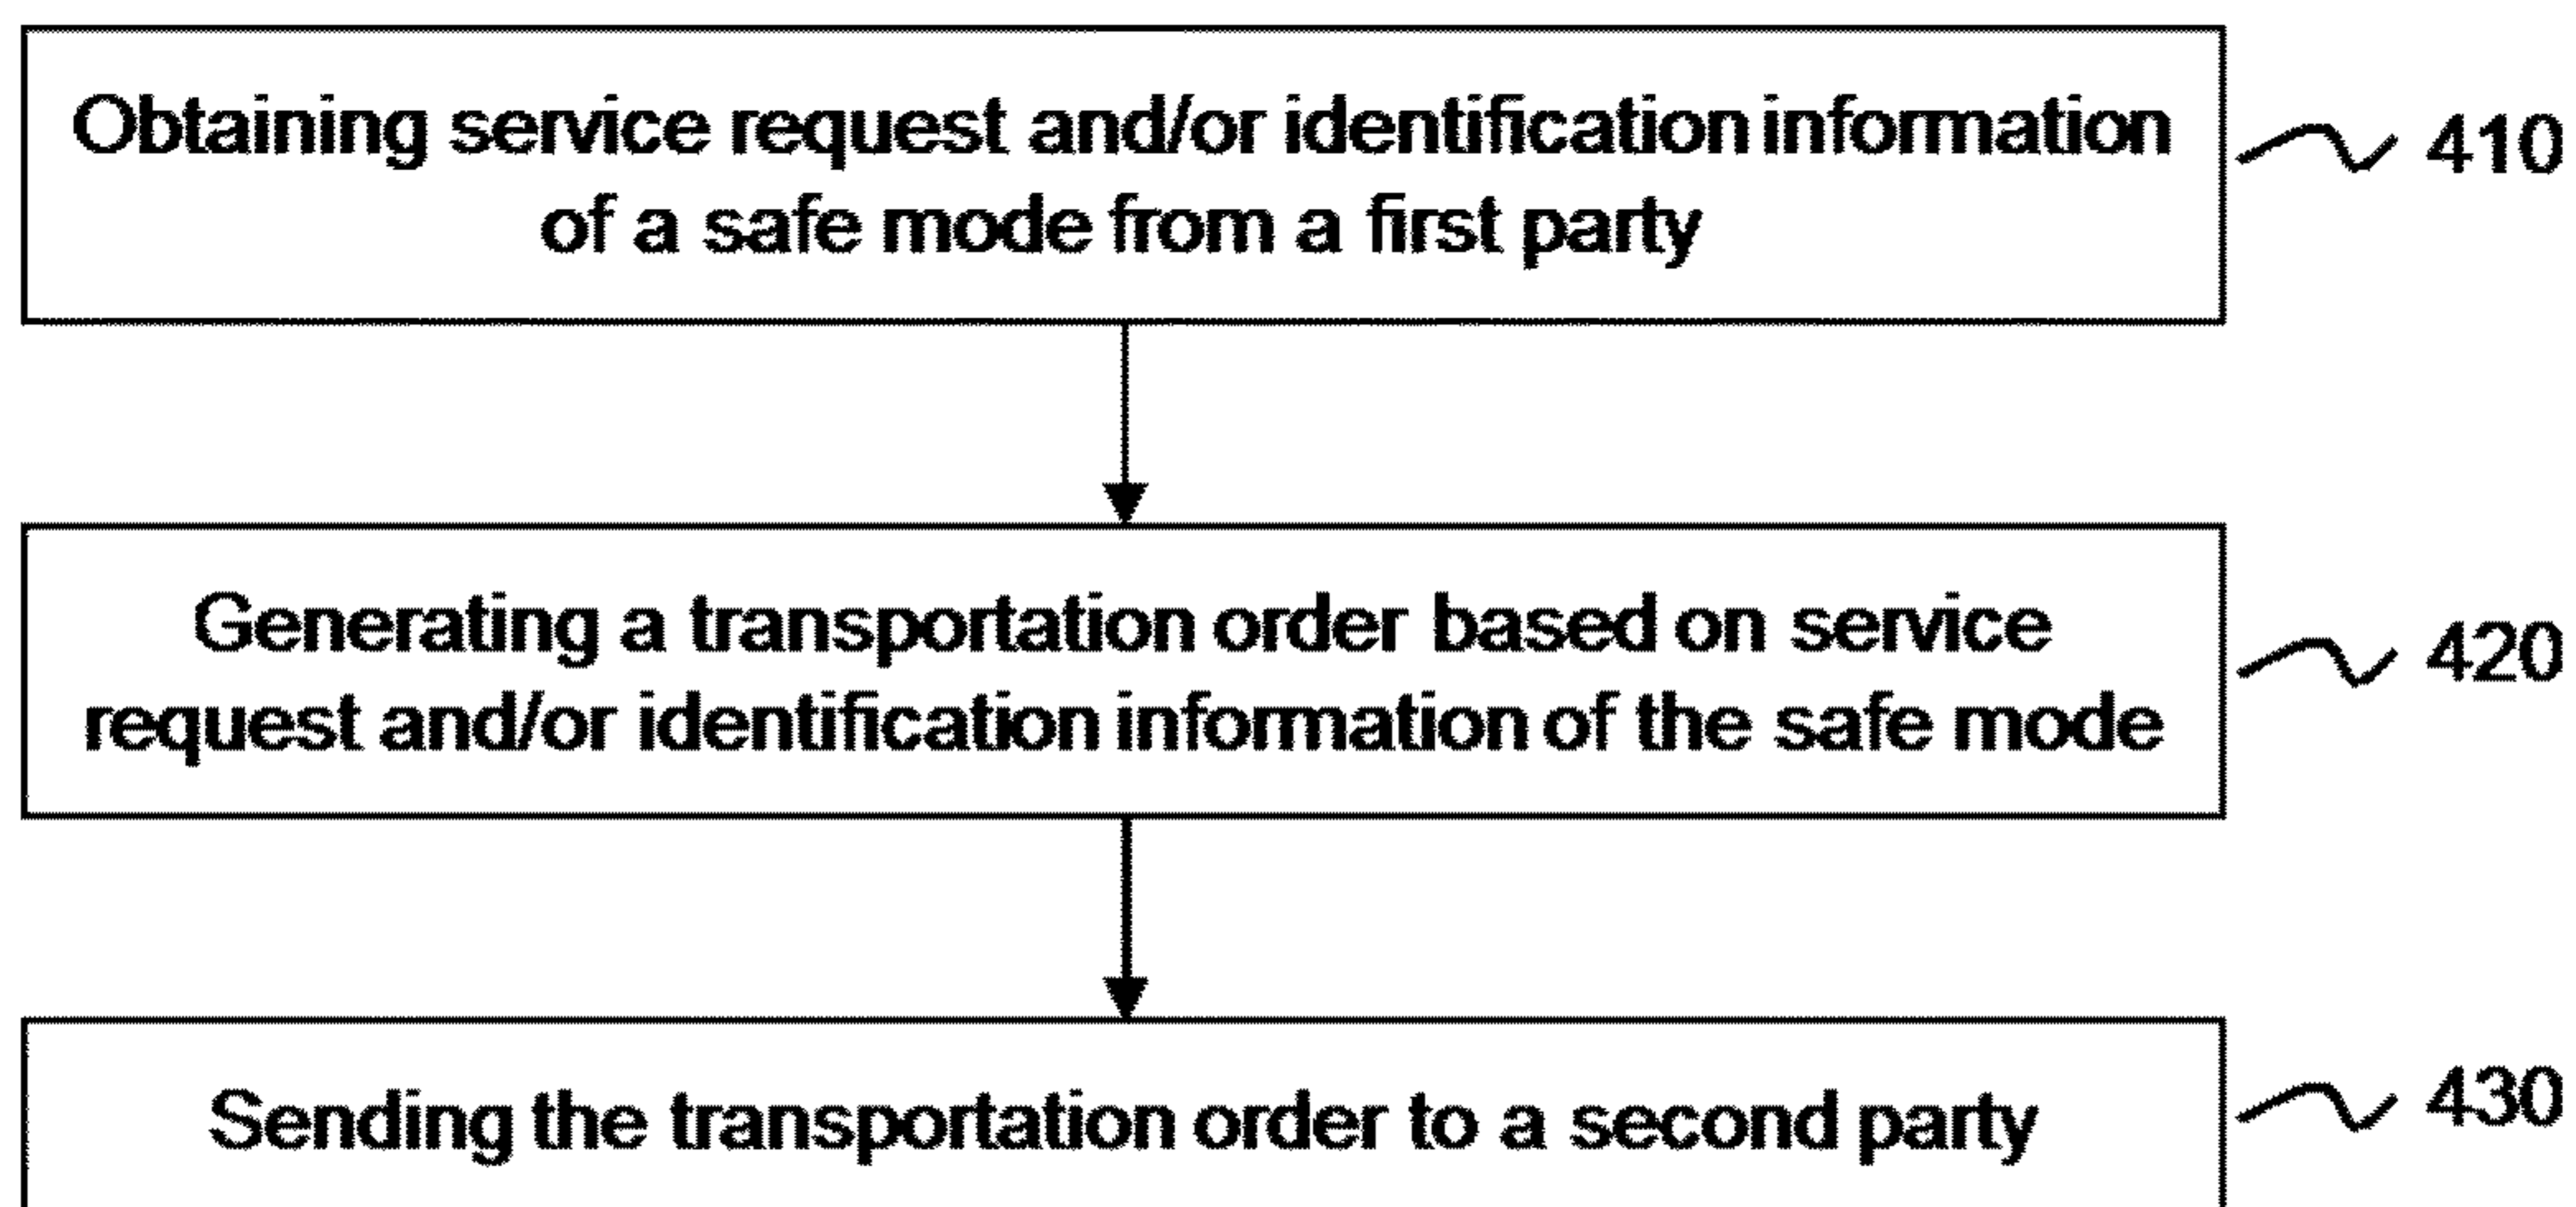 Obtaining service request and/or identification information
of a safe mode from a first party
410
Generating a transportation order based on service
request and/or identification information of the safe mode
420
Sending the transportation order to a second party
430